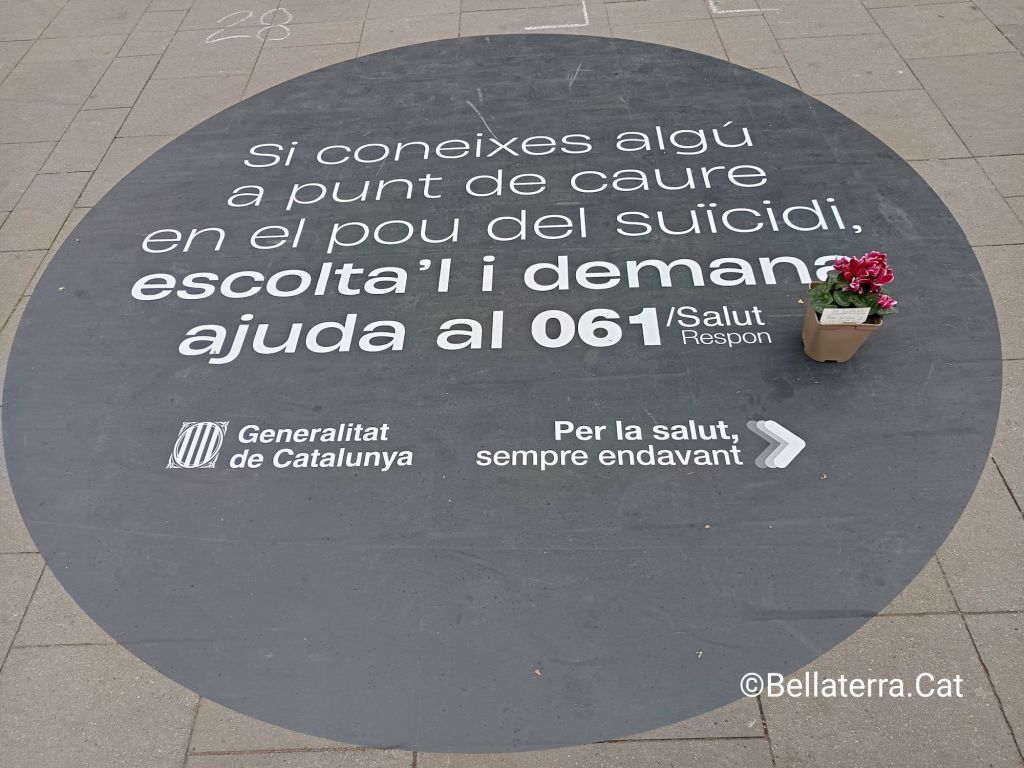 28
Si coneixes algú
a punt de caure
en el pou del suïcidi,
escolta'l i demana
ajuda al 061/Salut
Respon
Generalitat
de Catalunya
Per la salut,
sempre endavant
©Bellaterra.Cat